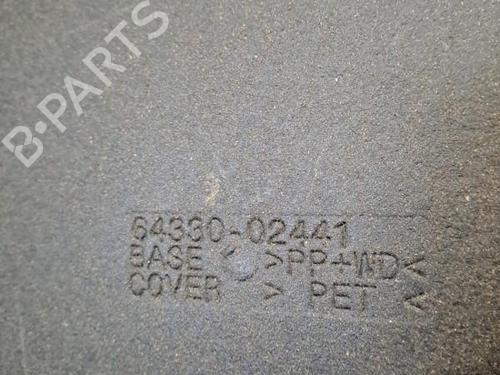 B-PARTS
64330-02441
BASE >PP+WD<
COVER > PET <